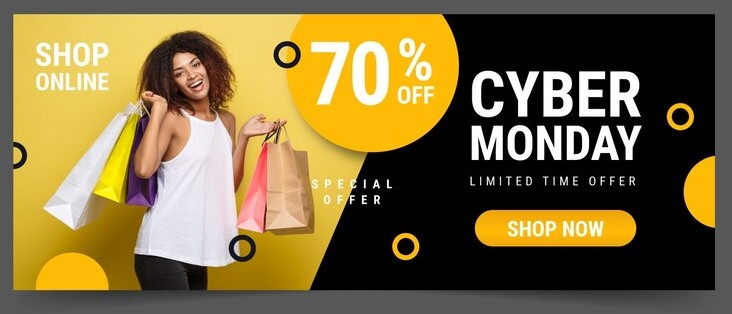 SHOP
ONLINE
70%
OFF
SPECIAL
OFFER
CYBER
MONDAY
LIMITED TIME OFFER
SHOP NOW